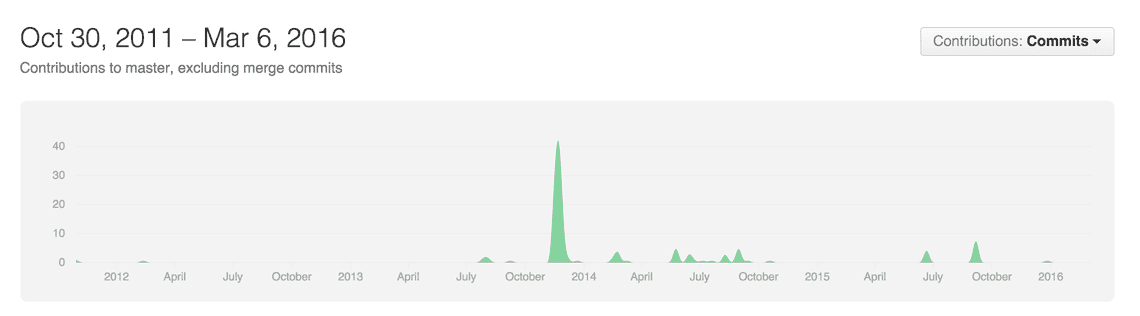 Oct 30, 2011 – Mar 6, 2016
Contributions: Commits
Contributions to master, excluding merge commits
40
30
20
10
0
2012 April July October 2013 April July October 2014 April July October 2015 April July October 2016